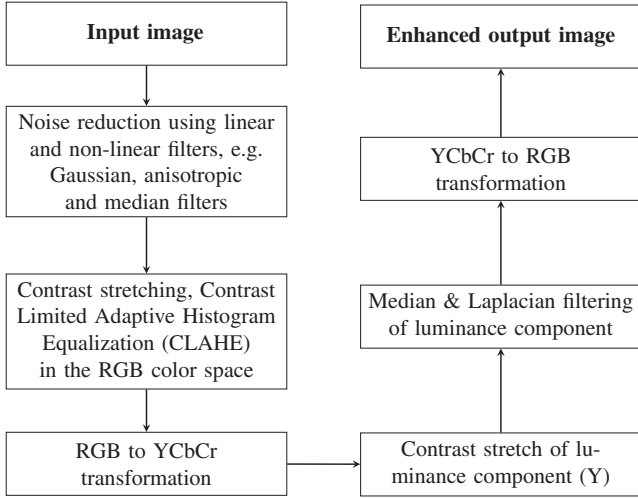 Input image
Noise reduction using linear
and non-linear filters, e.g.
Gaussian, anisotropic
and median filters
Contrast stretching, Contrast
Limited Adaptive Histogram
Equalization (CLAHE)
in the RGB color space
RGB to YCbCr
transformation
Contrast stretch of lu-
minance component (Y)
Median & Laplacian filtering
of luminance component
YCbCr to RGB
transformation
Enhanced output image